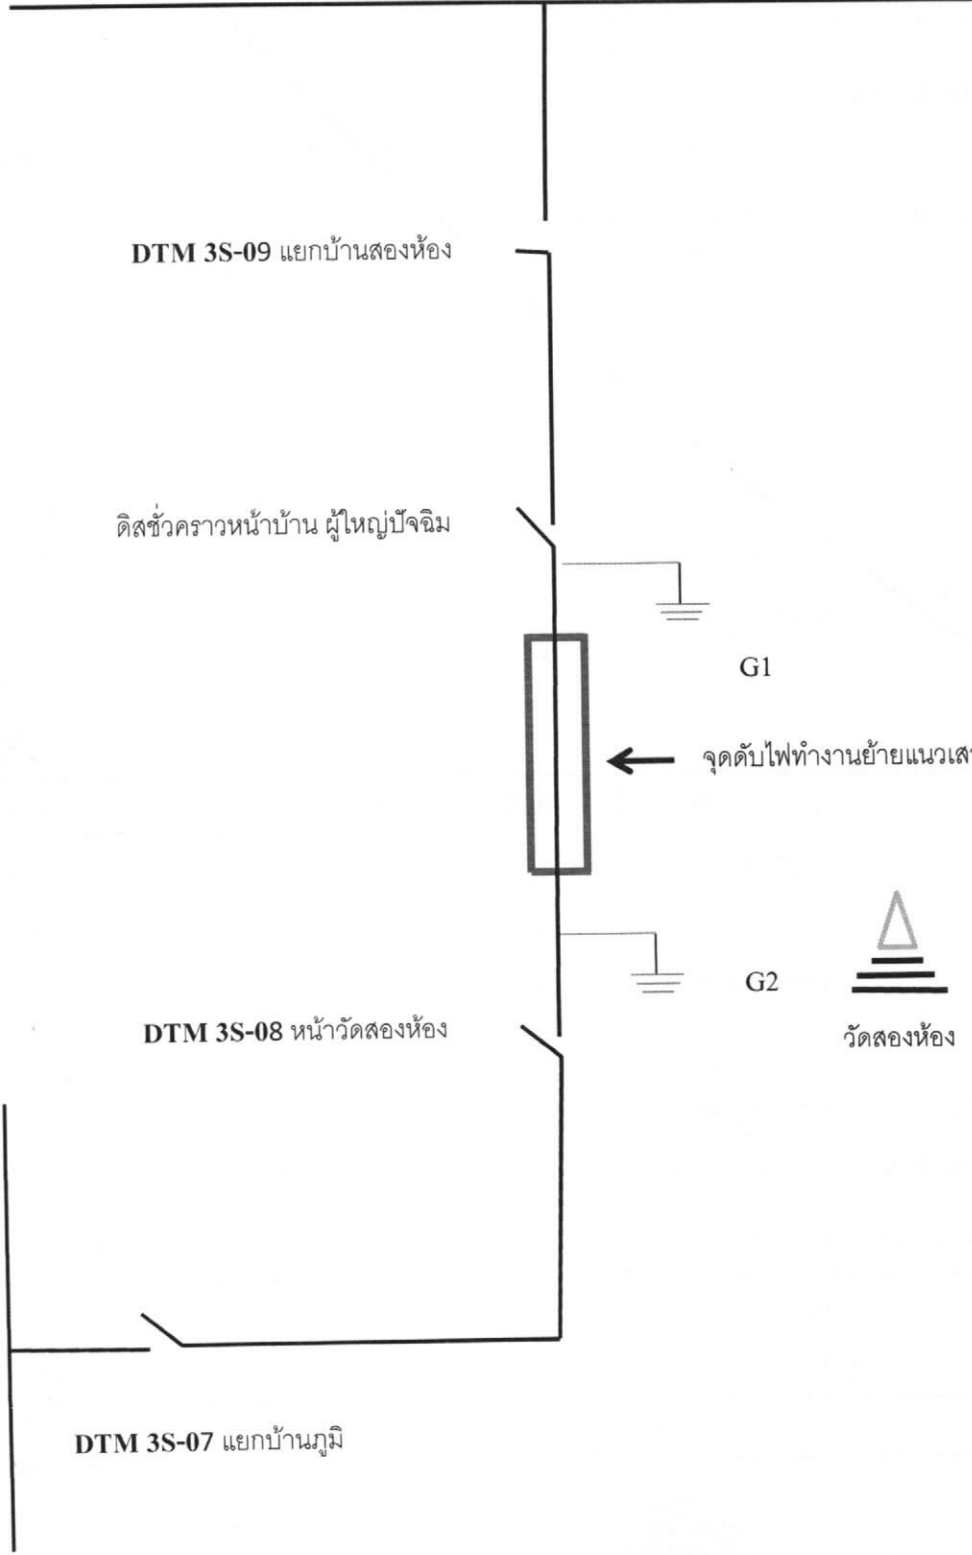 DTM 3S-09 แยกบ้านสองห้อง
ดิสชั่วคราวหน้าบ้าน ผู้ใหญ่ปัจฉิม
G1
จุดดับไฟทำงานย้ายแนวเสา
G2
DTM 3S-08 หน้าวัดสองห้อง
วัดสองห้อง
DTM 3S-07 แยกบ้านภูมิ